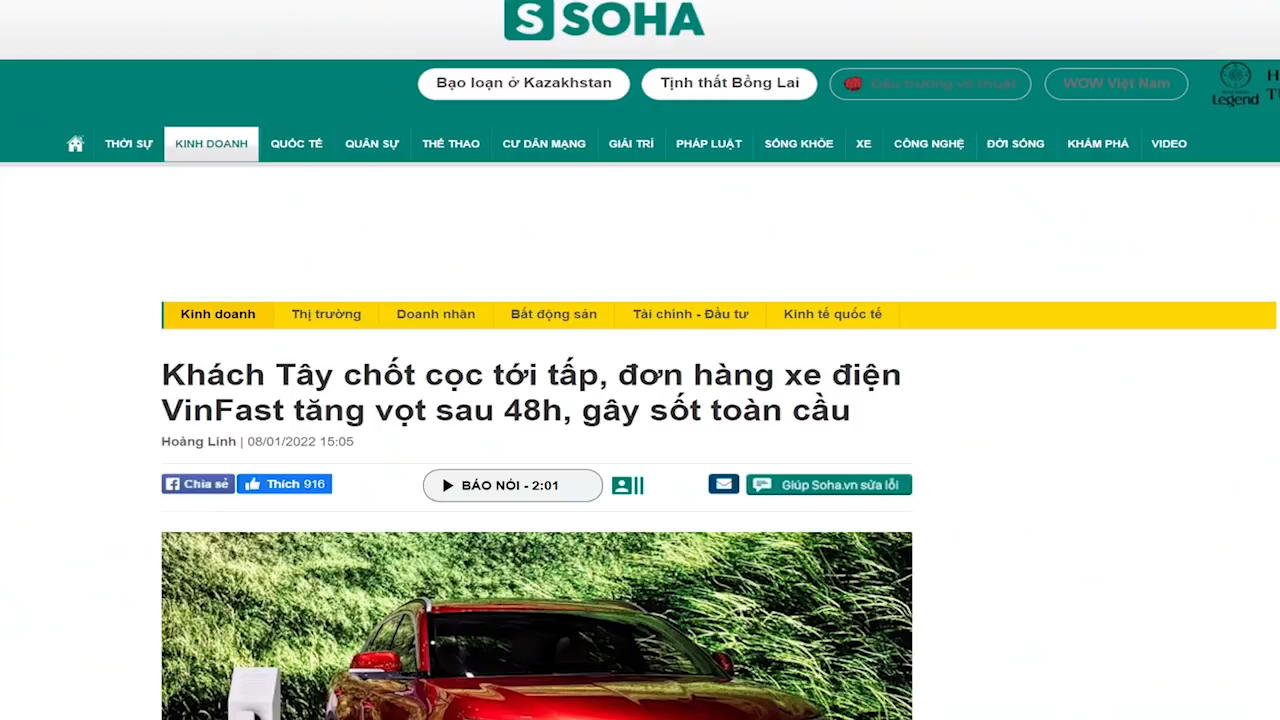 SOHA
Bạo loạn ở Kazakhstan
Tịnh thất Bồng Lai
Đấu trường võ thuật
WOW Việt Nam
Legend
THỜI SỰ
KINH DOANH
QUỐC TẾ
QUÂN SỰ
THỂ THAO
CƯ DÂN MẠNG
GIẢI TRÍ
PHÁP LUẬT
SỐNG KHỎE
XE
CÔNG NGHỆ
ĐỜI SỐNG
KHÁM PHÁ
VIDEO
Kinh doanh
Thị trường
Doanh nhân
Bất động sản
Tài chính - Đầu tư
Kinh tế quốc tế
Khách Tây chốt cọc tới tấp, đơn hàng xe điện
VinFast tăng vọt sau 48h, gây sốt toàn cầu
Hoàng Linh | 08/01/2022 15:05
Chia sẻ
Thích 916
BÁO NÓI - 2:01
Giúp Soha.vn sửa lỗi